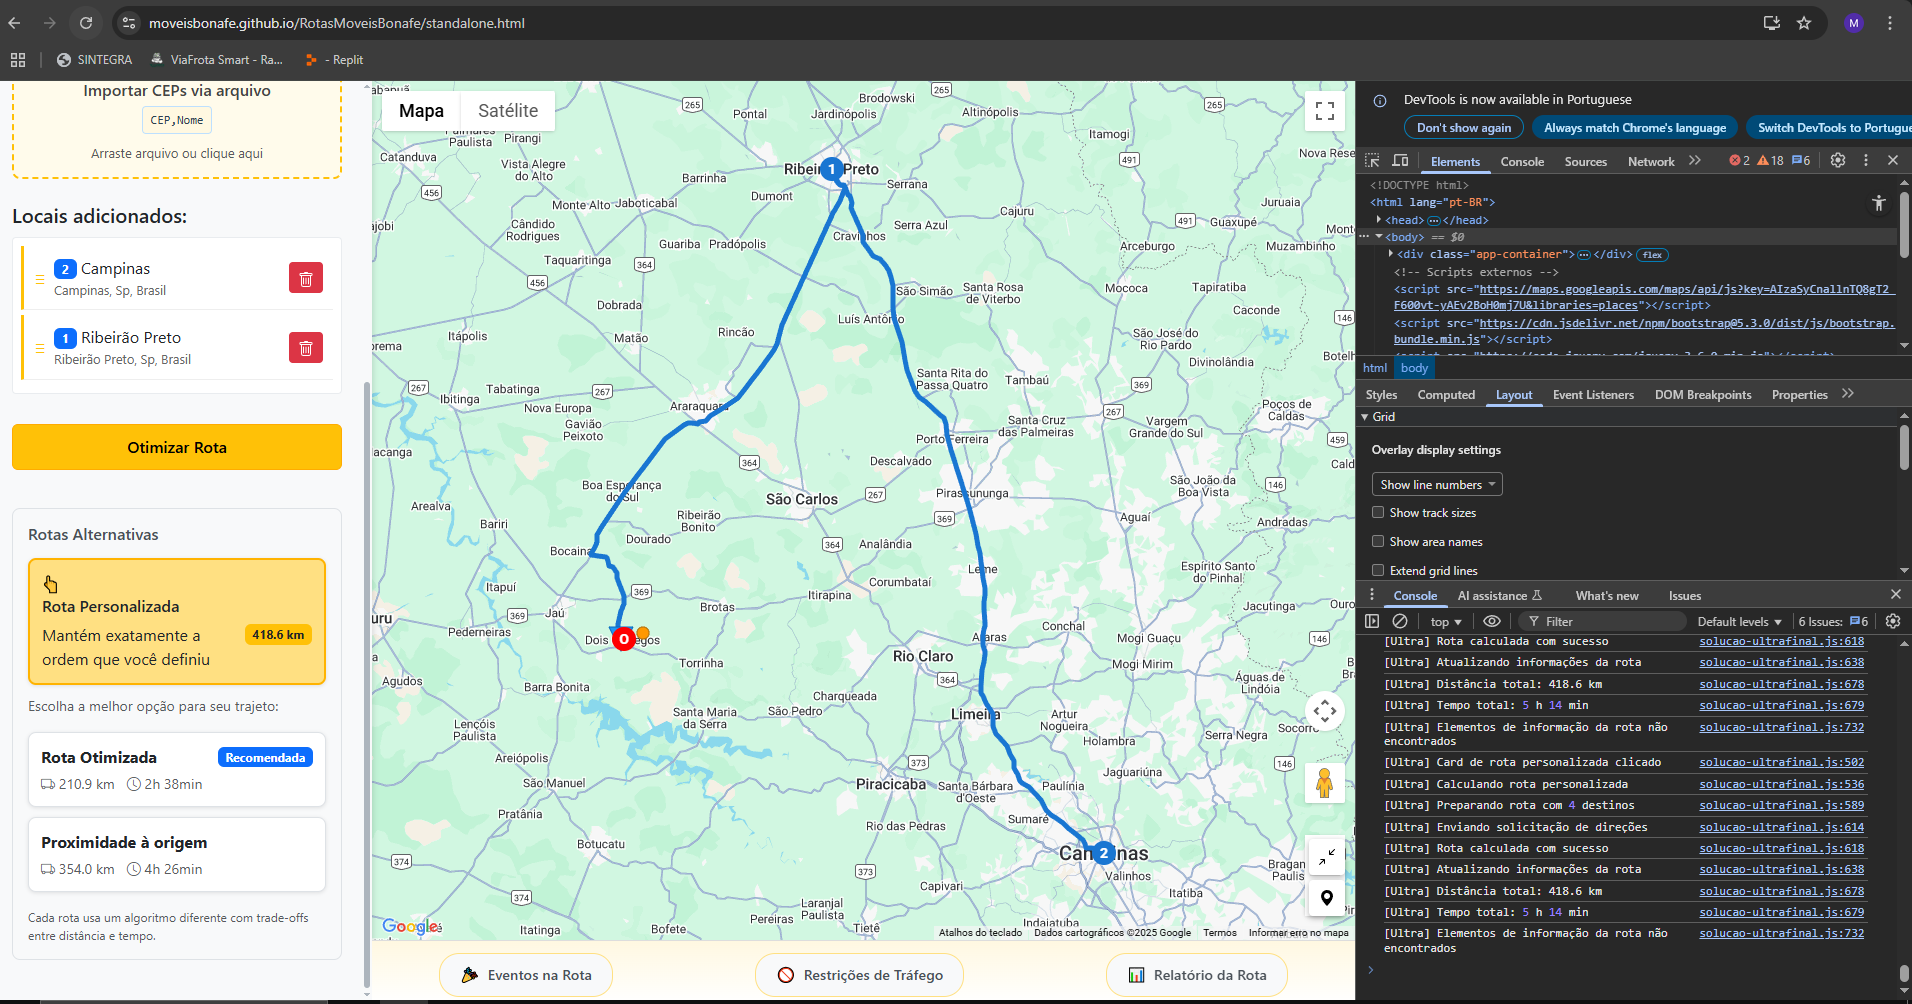 moveisbonafe.github.io/RotasMoveisBonafe/standalone.html
M
SINTEGRA
ViaFrota Smart - Ra...
- Replit
Importar CEPs via arquivo
CEP,Nome
Arraste arquivo ou clique aqui
Locais adicionados:
2 Campinas
Campinas, Sp, Brasil
1 Ribeirão Preto
Ribeirão Preto, Sp, Brasil
Otimizar Rota
Rotas Alternativas
Rota Personalizada
Mantém exatamente a
ordem que você definiu
418.6 km
Escolha a melhor opção para seu trajeto:
Rota Otimizada
Recomendada
210.9 km 2h 38min
Proximidade à origem
354.0 km 4h 26min
Cada rota usa um algoritmo diferente com trade-offs
entre distância e tempo.
Mapa
Satélite
Brodowski
Pontal
Jardinópolis
Altinópolis
Itamogi
Pirangi
Catanduva
Vista Alegre
do Alto
Barrinha
Dumont
Serrana
Monte Alto
Jaboticabal
Cajuru
Juruaia
Cândido
Rodrigues
Serra Azul
Guaxupé
Guariba
Pradópolis
Cravinhos
Arceburgo
Muzambinho
Taquaritinga
São Simão
Santa Rosa
de Viterbo
Mococa
Tapiratiba
Dobrada
Luís Antônio
Caconde
Itápolis
Matão
Rincão
São José do
Rio Pardo
Divinolândia
Santa Rita do
Passa Quatro
Tambaú
Tabatinga
Ibitinga
Nova Europa
Araraquara
Gavião
Peixoto
Santa Cruz
das Palmeiras
Vargem
Grande do Sul
Poços de
Caldas
Porto Ferreira
Descalvado
Boa Esperança
do Sul
São Carlos
Pirassununga
São João da
Boa Vista
Arealva
Bariri
Ribeirão
Bonito
Aguaí
Andradas
Dourado
Bocaina
Analândia
Leme
Espírito Santo
do Pinhal
Itapuí
Corumbataí
Itirapina
Conchal
Jacutinga
Jaú
Brotas
Pederneiras
Araras
Mogi Guaçu
Torrinha
Rio Claro
Mogi Mirim
Agudos
Barra Bonita
Charqueada
Águas de
Lindóia
Lençóis
Paulista
Santa Maria
da Serra
São Pedro
Limeira
Artur
Nogueira
Serra Negra
Socorro
Holambra
Areiópolis
São Manuel
Jaguariúna
Piracicaba
Santa Bárbara
d'Oeste
Paulínia
Pratânia
Rio das Pedras
Sumaré
Botucatu
Campinas
Valinhos
Capivari
Itatiba
Laranjal
Paulista
Pereiras
Indaiatuba
Itatinga
Bofete
Tietê
Google
Atalhos do teclado
Dados cartográficos ©2025 Google
Termos
Informar erro no mapa
Eventos na Rota
Restrições de Tráfego
Relatório da Rota
DevTools is now available in Portuguese
Don't show again
Always match Chrome's language
Switch DevTools to Portugue
Elements
Console
Sources
Network
2
18
6
<!DOCTYPE html>
<html lang="pt-BR">
<head>…</head>
<body> == $0
<div class="app-container">…</div> flex
<!-- Scripts externos -->
<script src="https://cdn.jsdelivr.net/npm/bootstrap@5.3.0/dist/js/bootstrap.
bundle.min.js"></script>
html
body
Styles
Computed
Layout
Event Listeners
DOM Breakpoints
Properties
Grid
Overlay display settings
Show line numbers
Show track sizes
Show area names
Extend grid lines
Console
AI assistance
What's new
Issues
top
Filter
Default levels
6 Issues: 6
[Ultra] Rota calculada com sucesso solucao-ultrafinal.js:618
[Ultra] Atualizando informações da rota solucao-ultrafinal.js:638
[Ultra] Distância total: 418.6 km solucao-ultrafinal.js:678
[Ultra] Tempo total: 5 h 14 min solucao-ultrafinal.js:679
[Ultra] Elementos de informação da rota não solucao-ultrafinal.js:732
encontrados
[Ultra] Card de rota personalizada clicado solucao-ultrafinal.js:502
[Ultra] Calculando rota personalizada solucao-ultrafinal.js:536
[Ultra] Preparando rota com 4 destinos solucao-ultrafinal.js:589
[Ultra] Enviando solicitação de direções solucao-ultrafinal.js:614
[Ultra] Rota calculada com sucesso solucao-ultrafinal.js:618
[Ultra] Atualizando informações da rota solucao-ultrafinal.js:638
[Ultra] Distância total: 418.6 km solucao-ultrafinal.js:678
[Ultra] Tempo total: 5 h 14 min solucao-ultrafinal.js:679
[Ultra] Elementos de informação da rota não solucao-ultrafinal.js:732
encontrados